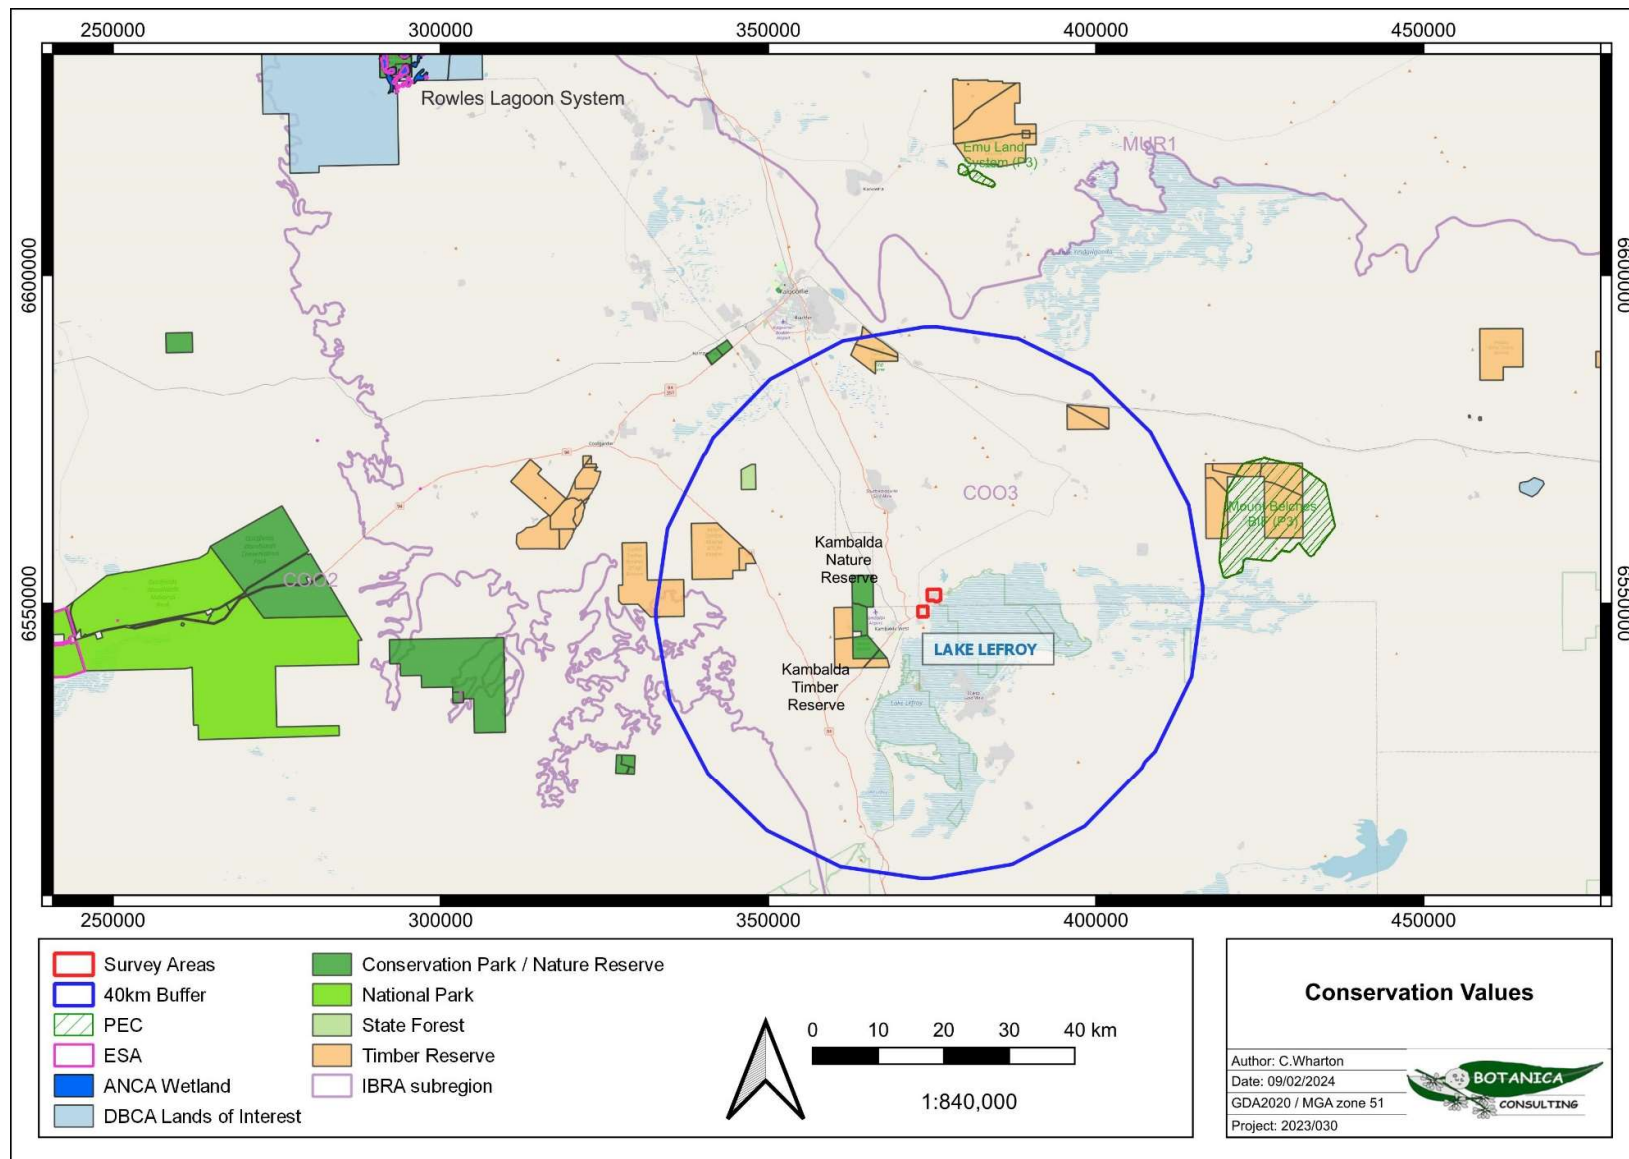 250000
300000
350000
400000
450000
Rowles Lagoon System
MUR1
Emu Land
System (P3)
6600000
6600000
COO3
Mount Belches
BIF (P3)
Kambalda
Nature
Reserve
COO2
6550000
6550000
LAKE LEFROY
Kambalda
Timber
Reserve
Lake Lefroy
250000
300000
350000
400000
450000
Survey Areas
40km Buffer
PEC
ESA
ANCA Wetland
DBCA Lands of Interest
Conservation Park / Nature Reserve
National Park
State Forest
Timber Reserve
IBRA subregion
0 10 20 30 40 km
1:840,000
Conservation Values
Author: C.Wharton
Date: 09/02/2024
GDA2020 / MGA zone 51
Project: 2023/030
BOTANICA
CONSULTING